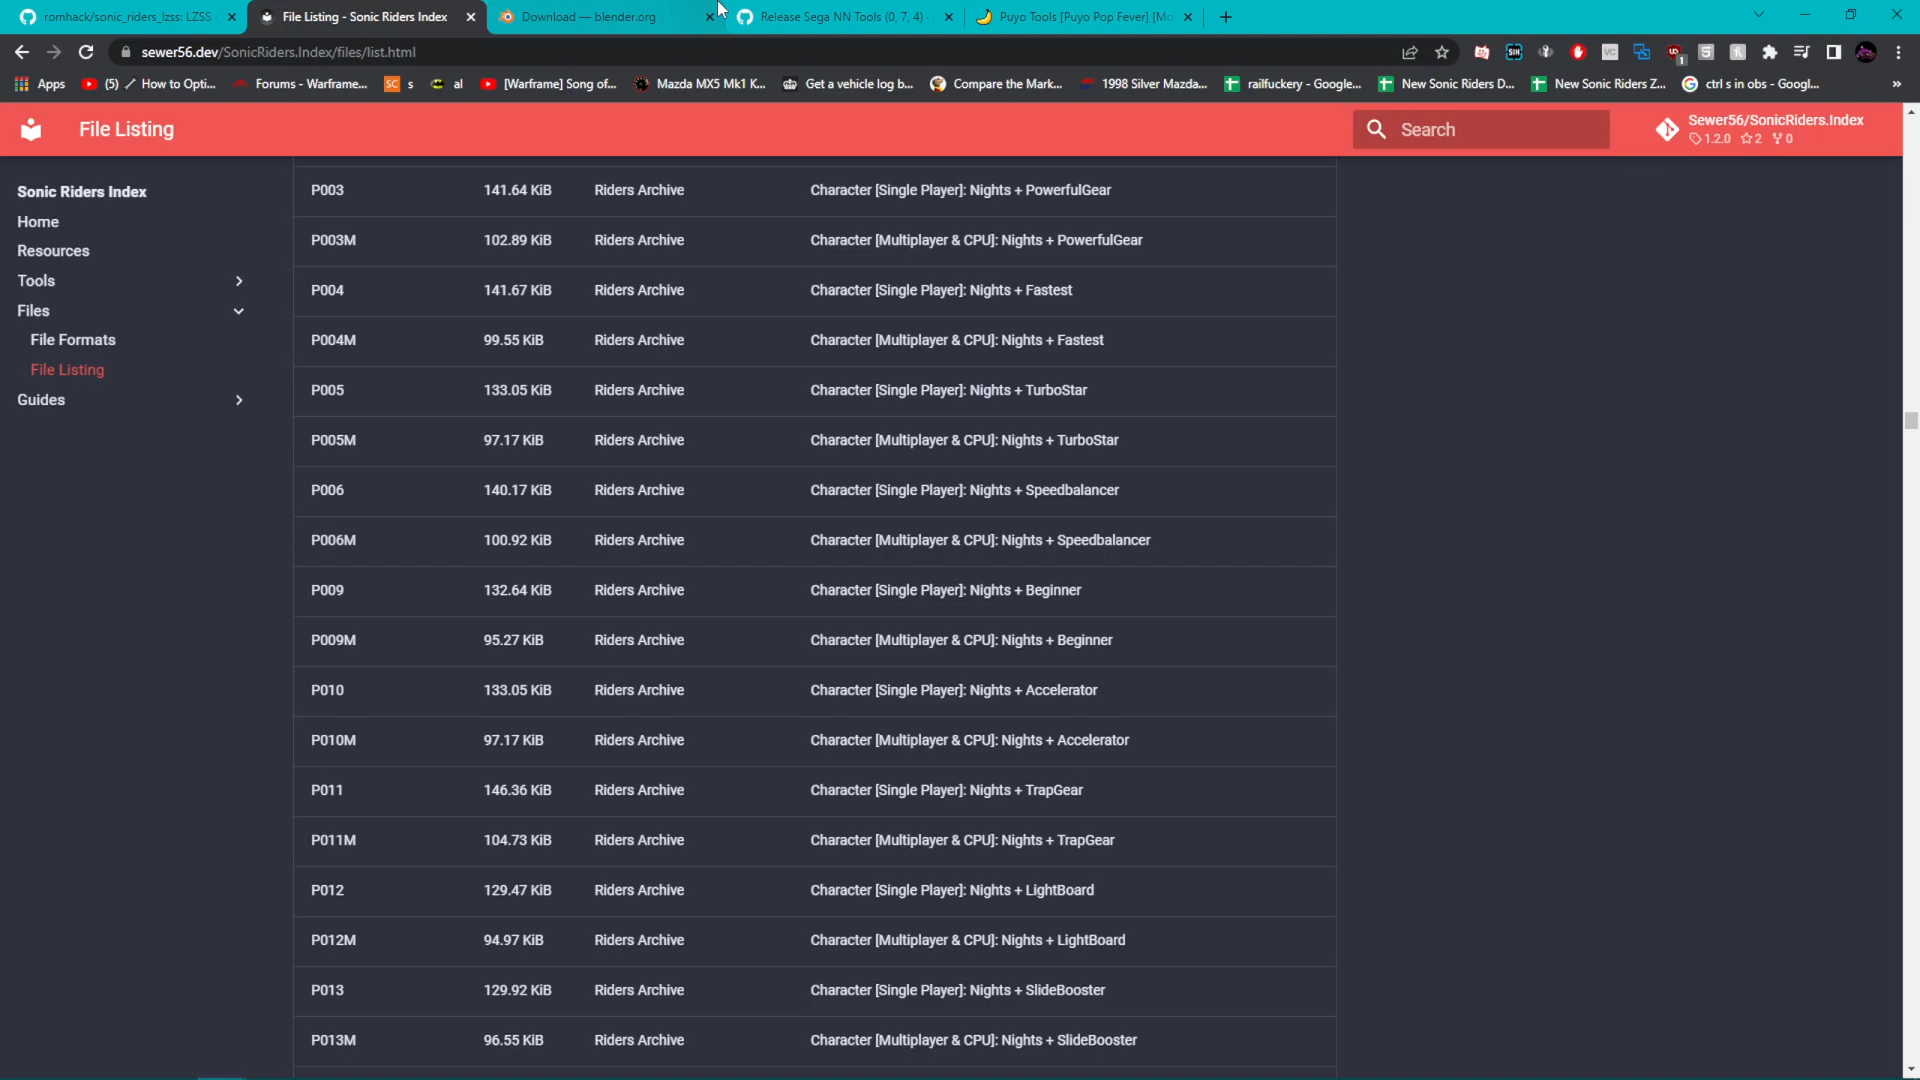 romhack/sonic_riders_lzss: LZSS
File Listing - Sonic Riders Index
Download — blender.org
Release Sega NN Tools (0, 7, 4)
Puyo Tools [Puyo Pop Fever] [Mo
sewer56.dev/SonicRiders.Index/files/list.html
Apps
(5) How to Opti...
Forums - Warframe...
SC s
al
[Warframe] Song of...
Mazda MX5 Mk1 K...
Get a vehicle log b...
Compare the Mark...
1998 Silver Mazda...
railfuckery - Google...
New Sonic Riders D...
New Sonic Riders Z...
ctrl s in obs - Googl...
»
File Listing
Search
Sewer56/SonicRiders.Index
1.2.0 2 0
Sonic Riders Index
Home
Resources
Tools
Files
File Formats
File Listing
Guides
P003 141.64 KiB Riders Archive Character [Single Player]: Nights + PowerfulGear
P003M 102.89 KiB Riders Archive Character [Multiplayer & CPU]: Nights + PowerfulGear
P004 141.67 KiB Riders Archive Character [Single Player]: Nights + Fastest
P004M 99.55 KiB Riders Archive Character [Multiplayer & CPU]: Nights + Fastest
P005 133.05 KiB Riders Archive Character [Single Player]: Nights + TurboStar
P005M 97.17 KiB Riders Archive Character [Multiplayer & CPU]: Nights + TurboStar
P006 140.17 KiB Riders Archive Character [Single Player]: Nights + Speedbalancer
P006M 100.92 KiB Riders Archive Character [Multiplayer & CPU]: Nights + Speedbalancer
P009 132.64 KiB Riders Archive Character [Single Player]: Nights + Beginner
P009M 95.27 KiB Riders Archive Character [Multiplayer & CPU]: Nights + Beginner
P010 133.05 KiB Riders Archive Character [Single Player]: Nights + Accelerator
P010M 97.17 KiB Riders Archive Character [Multiplayer & CPU]: Nights + Accelerator
P011 146.36 KiB Riders Archive Character [Single Player]: Nights + TrapGear
P011M 104.73 KiB Riders Archive Character [Multiplayer & CPU]: Nights + TrapGear
P012 129.47 KiB Riders Archive Character [Single Player]: Nights + LightBoard
P012M 94.97 KiB Riders Archive Character [Multiplayer & CPU]: Nights + LightBoard
P013 129.92 KiB Riders Archive Character [Single Player]: Nights + SlideBooster
P013M 96.55 KiB Riders Archive Character [Multiplayer & CPU]: Nights + SlideBooster